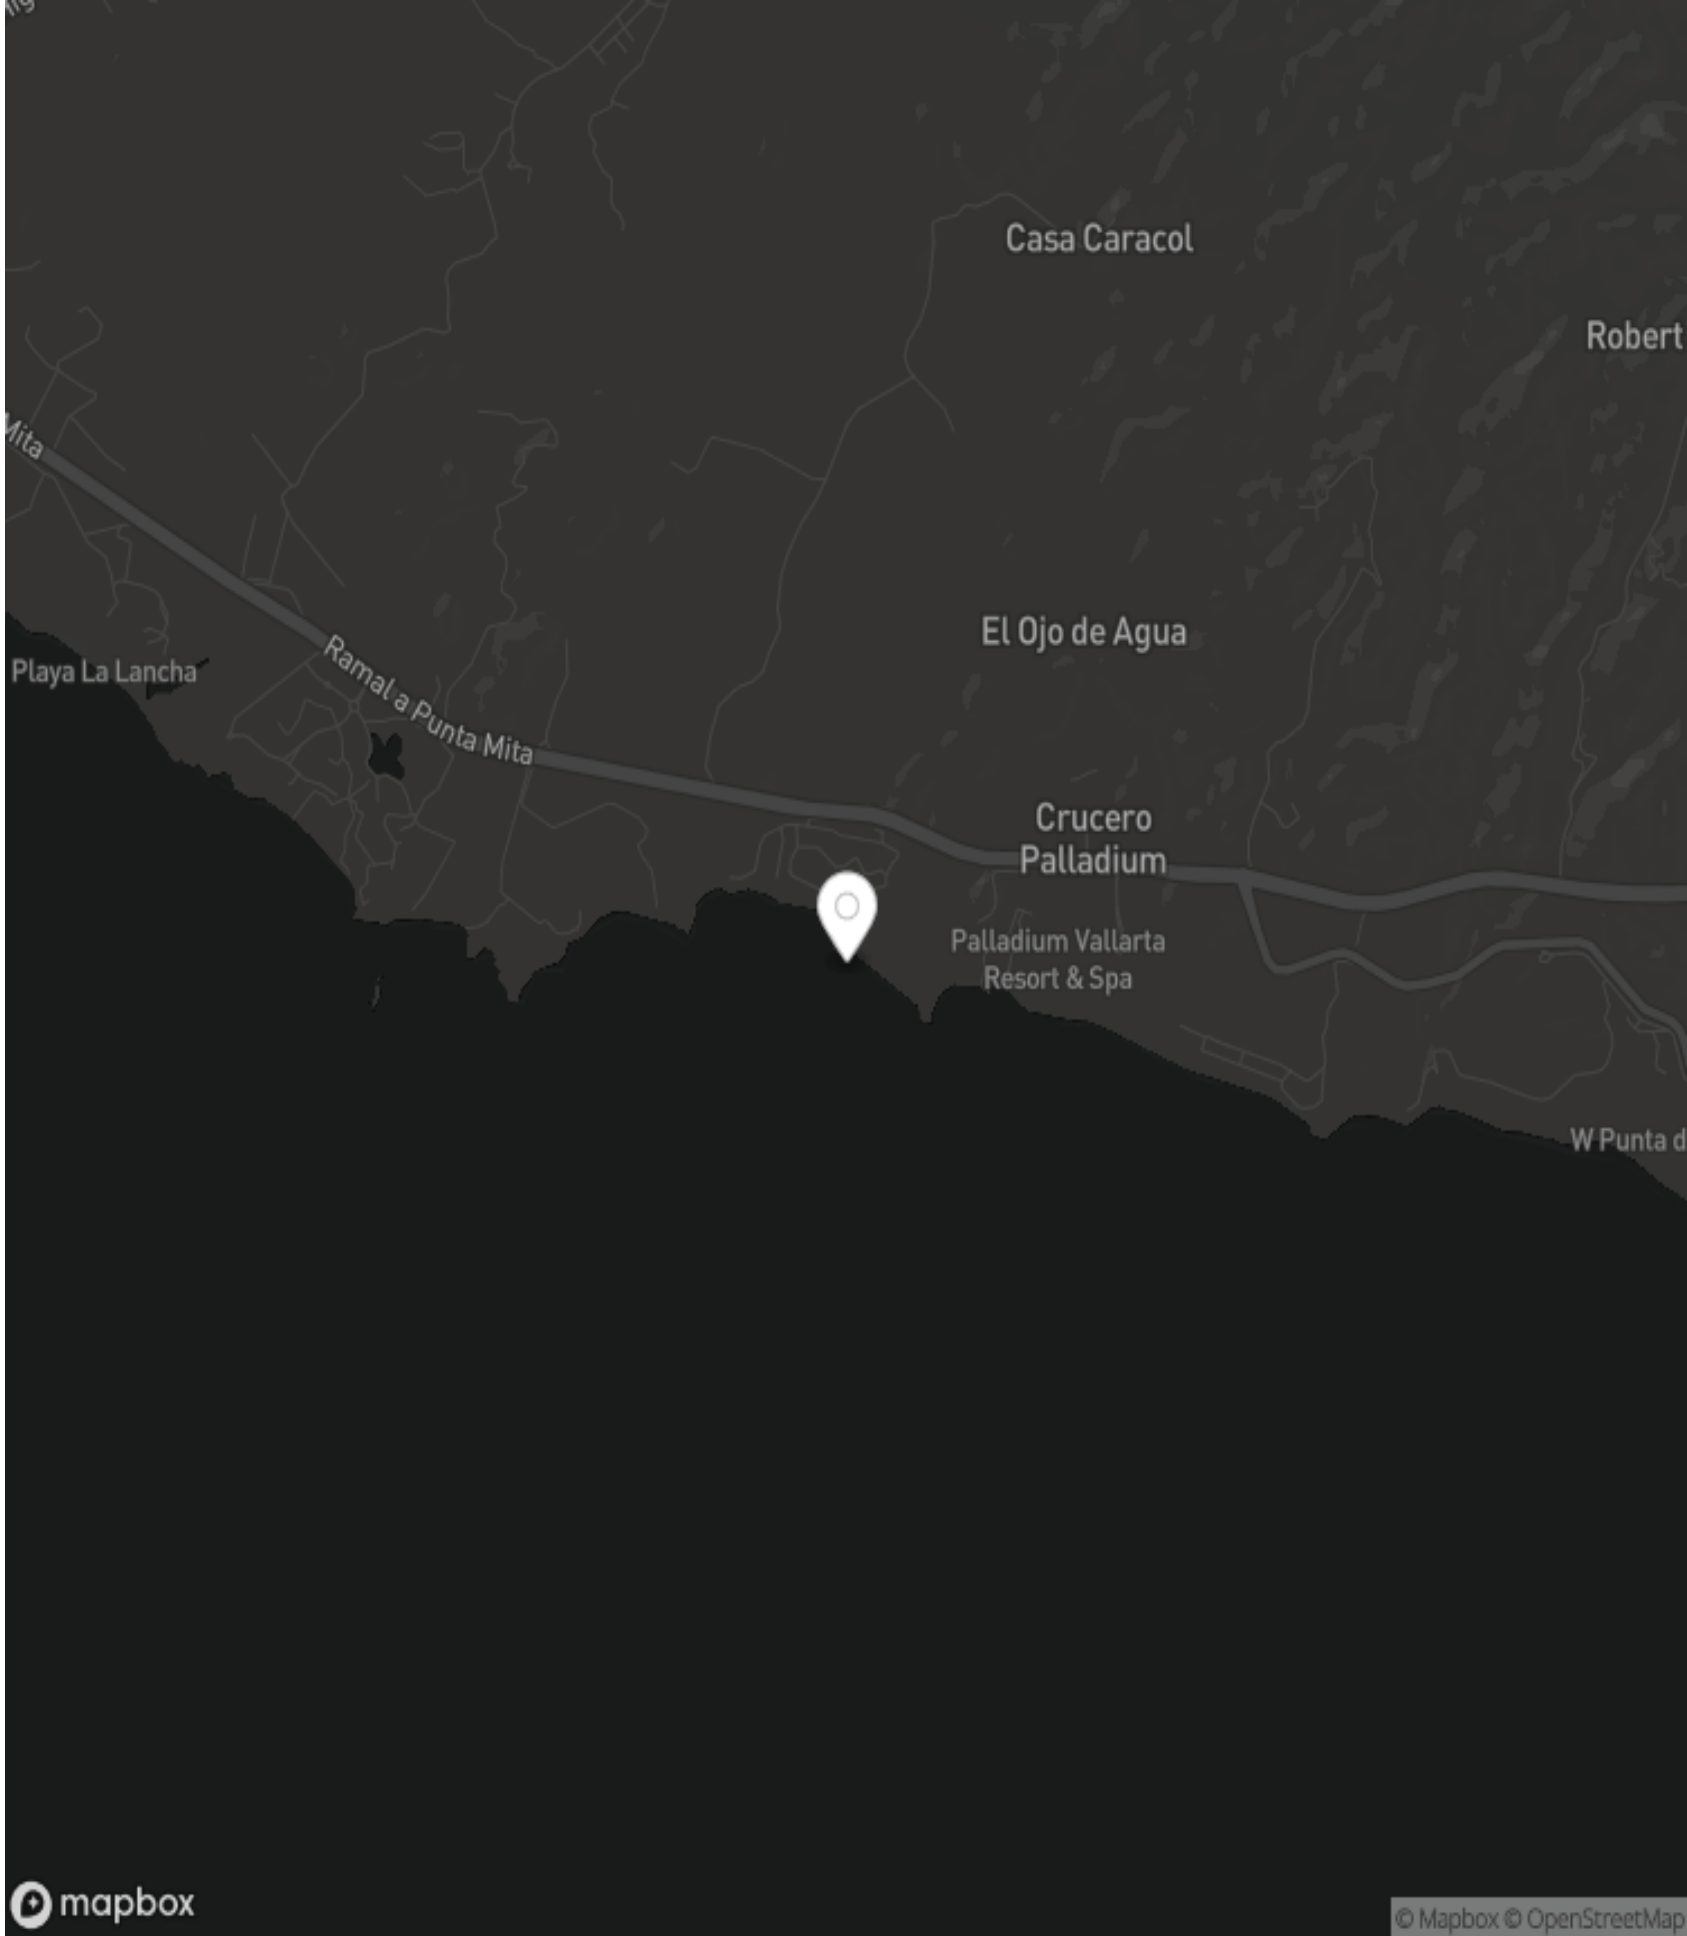 Casa Caracol
Robert
Mita
El Ojo de Agua
Playa La Lancha
Ramal a Punta Mita
Crucero
Palladium
Palladium Vallarta
Resort & Spa
W Punta d
mapbox
© Mapbox © OpenStreetMap